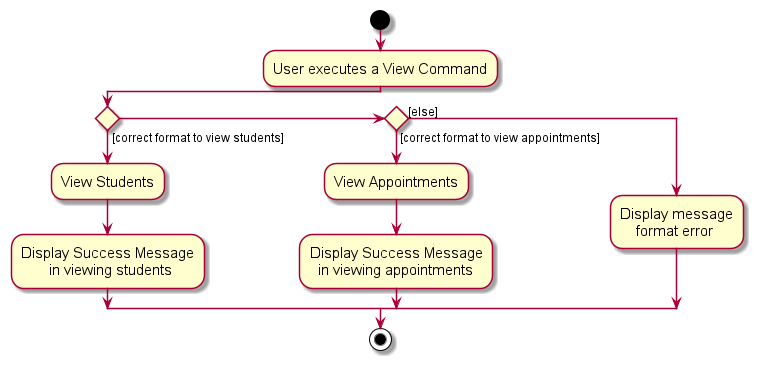 User executes a View Command
[else]
[correct format to view students]
[correct format to view appointments]
View Students
View Appointments
Display message
format error
Display Success Message
in viewing students
Display Success Message
in viewing appointments